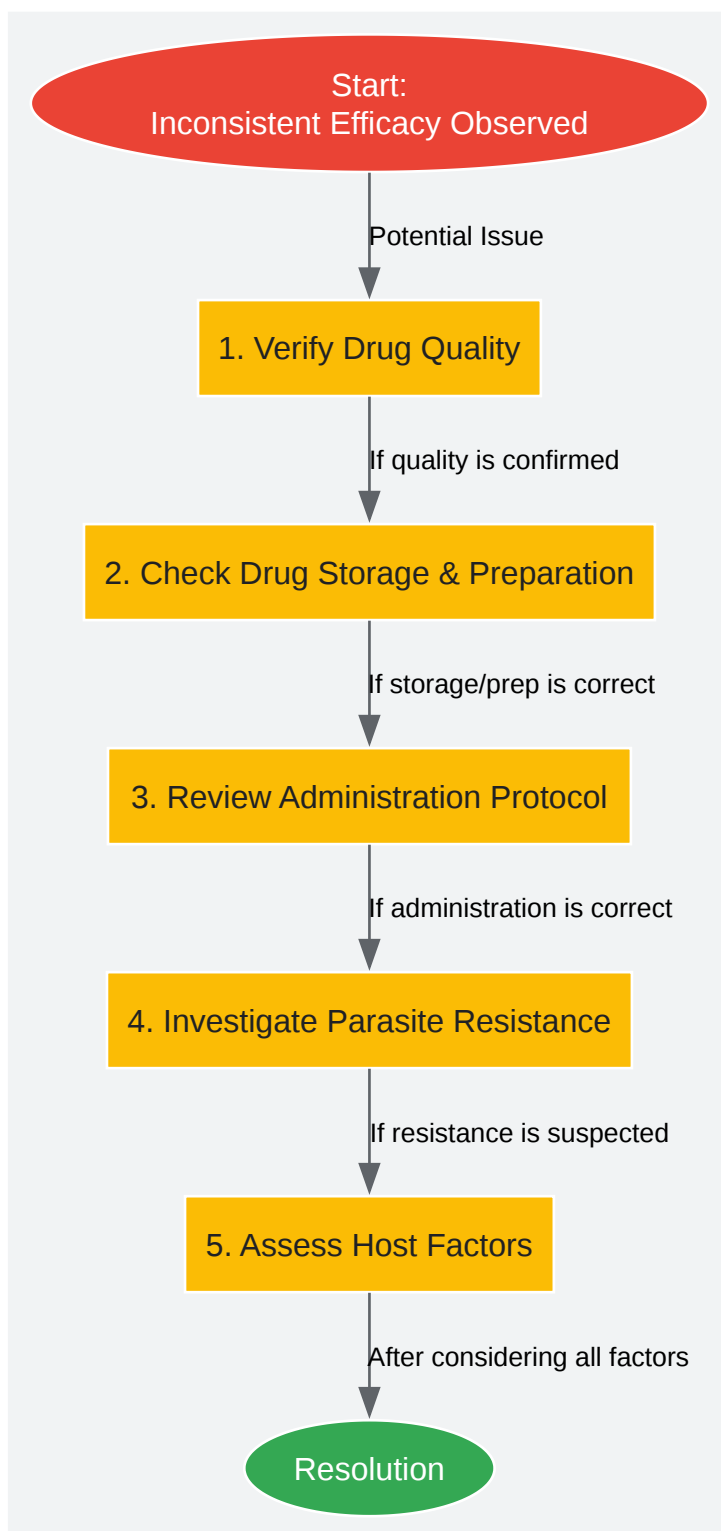 Start:
Inconsistent Efficacy Observed
Potential Issue
1. Verify Drug Quality
If quality is confirmed
2. Check Drug Storage & Preparation
If storage/prep is correct
3. Review Administration Protocol
If administration is correct
4. Investigate Parasite Resistance
If resistance is suspected
5. Assess Host Factors
After considering all factors
Resolution